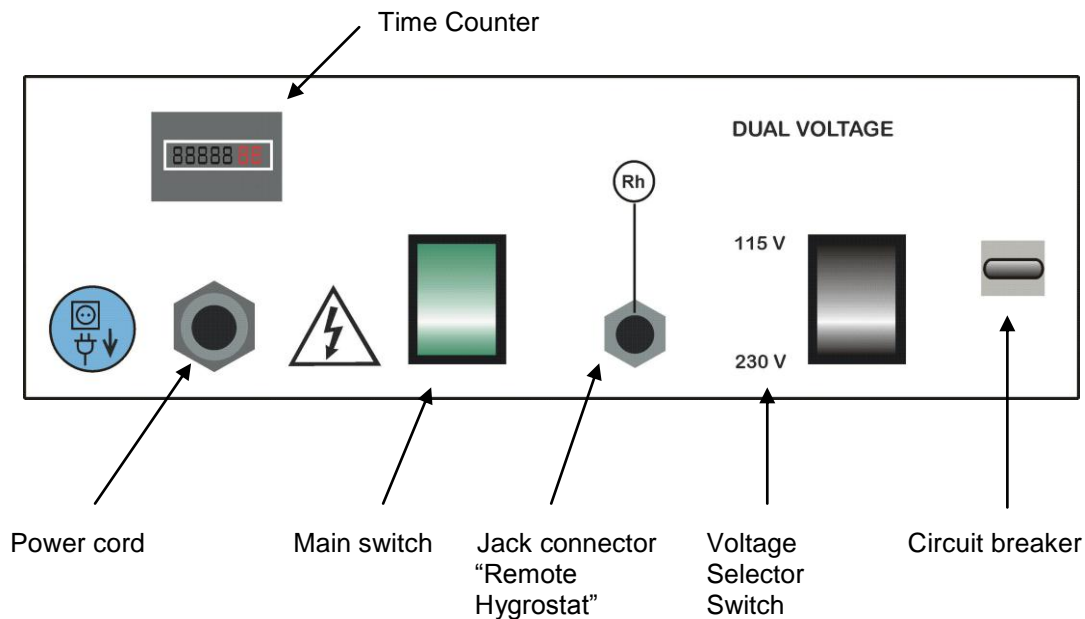 Time Counter
DUAL VOLTAGE
Rh
115 V
230 V
Power cord
Main switch
Jack connector
“Remote
Hygrostat”
Voltage
Selector
Switch
Circuit breaker